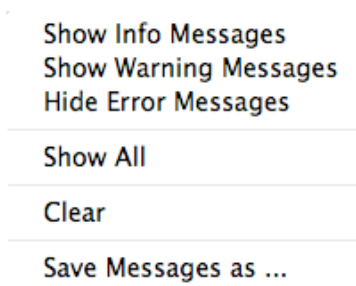 Show Info Messages
Show Warning Messages
Hide Error Messages
Show All
Clear
Save Messages as ...